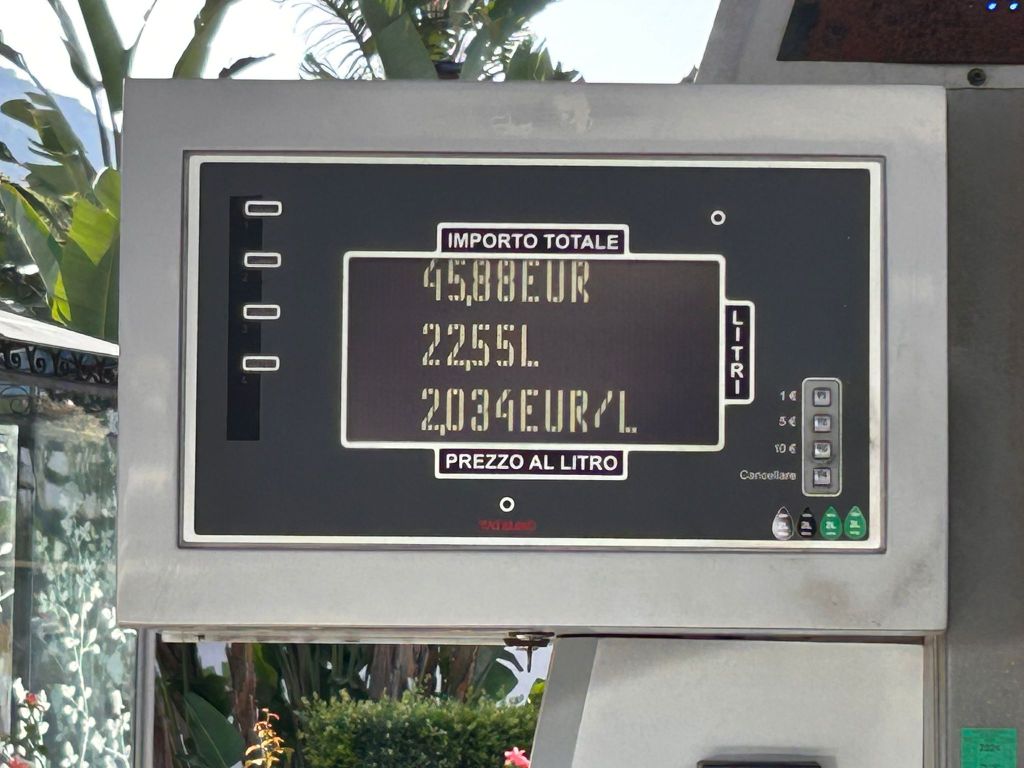 IMPORTO TOTALE
45,88EUR
22,55L
2,034EUR/L
LITRI
PREZZO AL LITRO
1 €
5 €
10 €
Cancellare